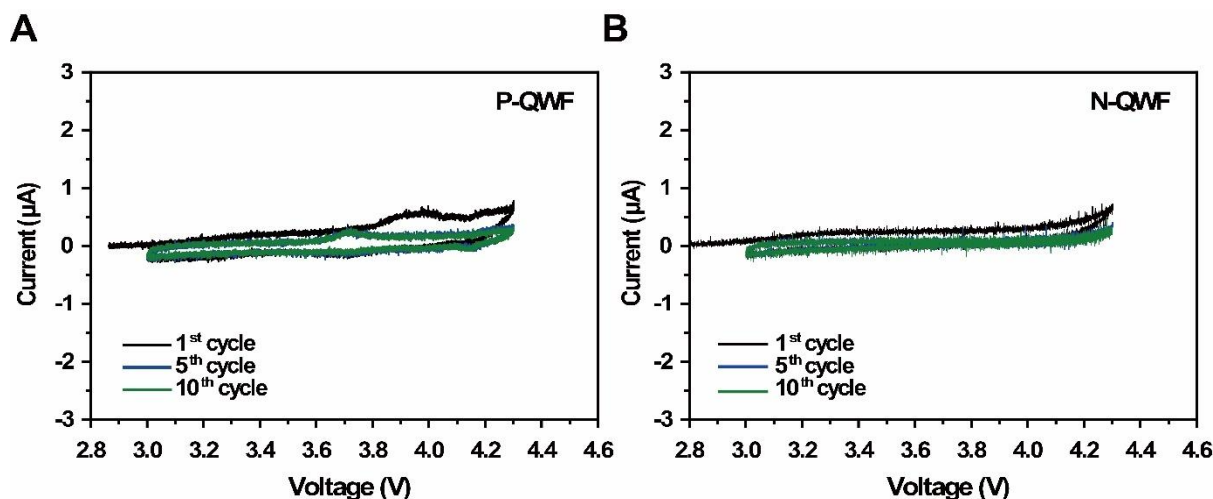 A
P-QWF
3
2
1
0
-1
-2
-3
Current (µA)
1st cycle
5th cycle
10th cycle
2.8 3.0 3.2 3.4 3.6 3.8 4.0 4.2 4.4 4.6
Voltage (V)
B
N-QWF
3
2
1
0
-1
-2
-3
Current (µA)
1st cycle
5th cycle
10th cycle
2.8 3.0 3.2 3.4 3.6 3.8 4.0 4.2 4.4 4.6
Voltage (V)